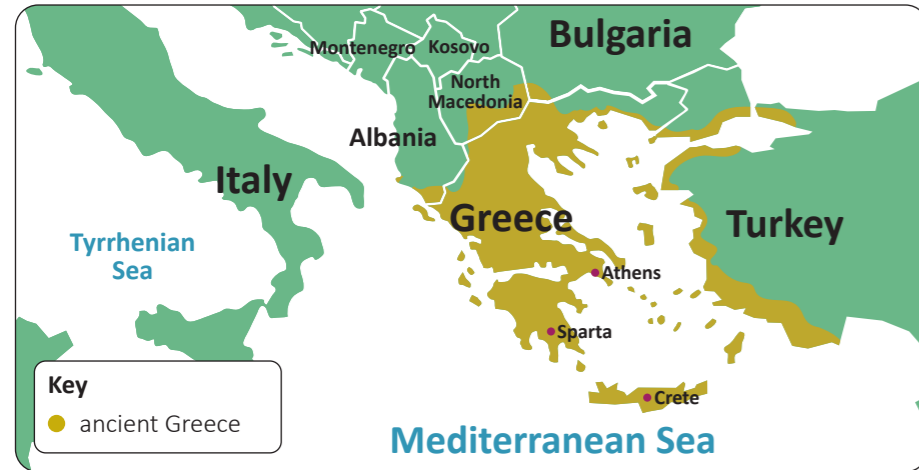 Bulgaria
Montenegro
Kosovo
North
Macedonia
Albania
Italy
Greece
Turkey
Tyrrhenian
Sea
Athens
Sparta
Crete
Key
ancient Greece
Mediterranean Sea